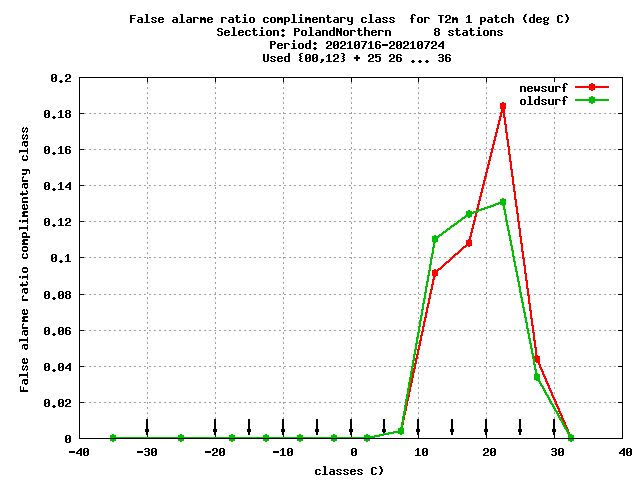 False alarme ratio complimentary class  for T2m 1 patch (deg C)
Selection: PolandNorthern      8 stations
Period: 20210716-20210724
Used {00,12} + 25 26 ... 36
newsurf
oldsurf
False alarme ratio complimentary class
0.2
0.18
0.16
0.14
0.12
0.1
0.08
0.06
0.04
0.02
0
-40 -30 -20 -10 0 10 20 30 40
classes C)